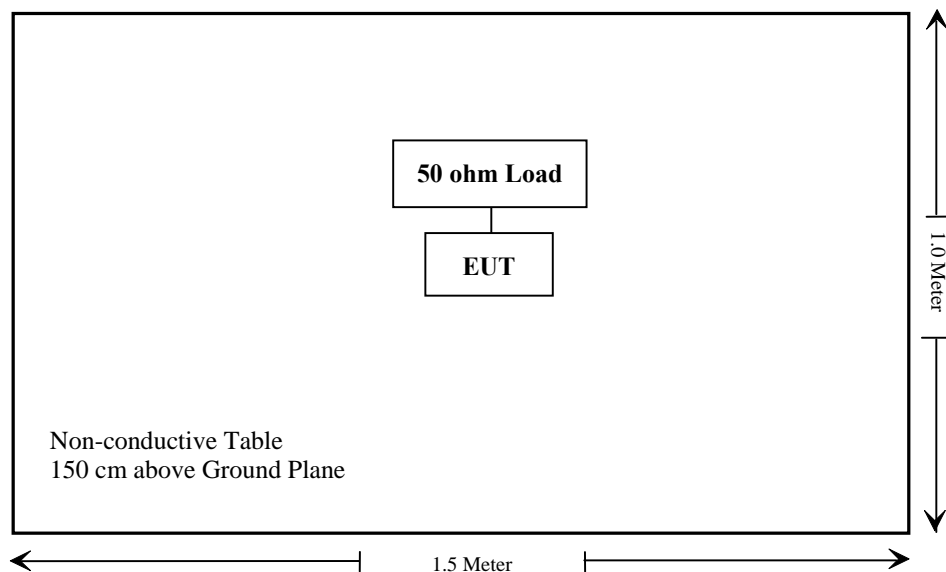 50 ohm Load
EUT
1.0 Meter
Non-conductive Table
150 cm above Ground Plane
1.5 Meter